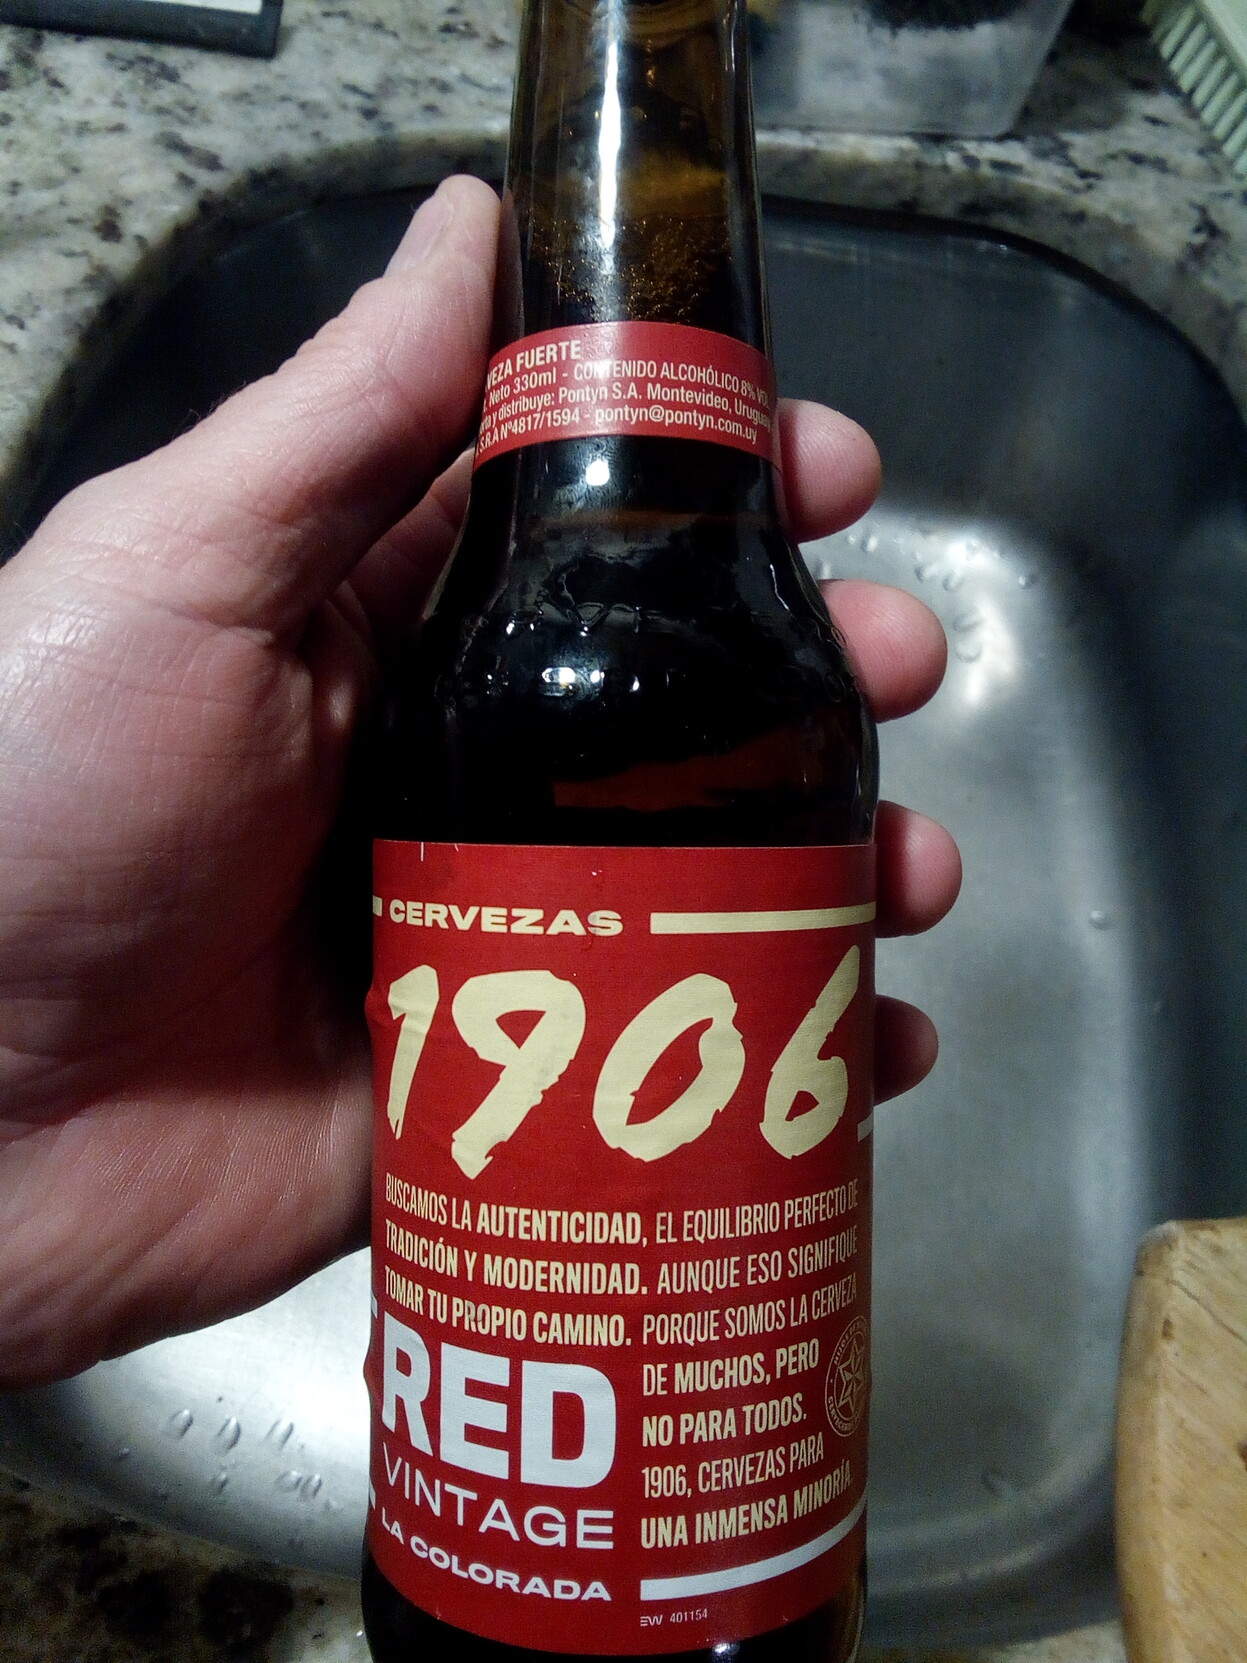 VEZA FUERTE
Neto 330ml - CONTENIDO ALCOHÓLICO 8% VOL
y distribuye: Pontyn S.A. Montevideo, Uruguay
S.R.A Nº4817/1594 - pontyn@pontyn.com.uy
CERVEZAS
1906
BUSCAMOS LA AUTENTICIDAD, EL EQUILIBRIO PERFECTO DE
TRADICIÓN Y MODERNIDAD. AUNQUE ESO SIGNIFIQUE
TOMAR TU PROPIO CAMINO. PORQUE SOMOS LA CERVEZA
DE MUCHOS, PERO
NO PARA TODOS.
1906, CERVEZAS PARA
UNA INMENSA MINORÍA.
RED
VINTAGE
LA COLORADA
EW 401154